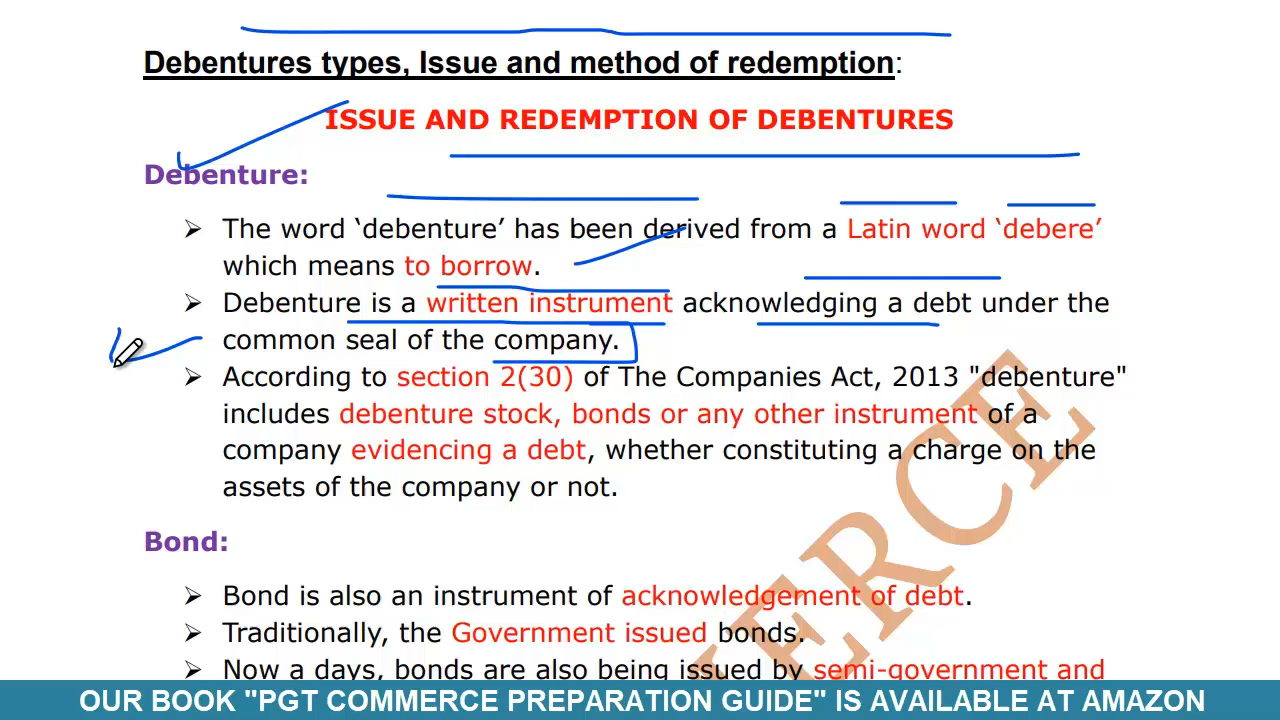 Debentures types, Issue and method of redemption:
ISSUE AND REDEMPTION OF DEBENTURES
Debenture:
➢ The word ‘debenture’ has been derived from a Latin word ‘debere’
which means to borrow.
➢ Debenture is a written instrument acknowledging a debt under the
common seal of the company.
➢ According to section 2(30) of The Companies Act, 2013 "debenture"
includes debenture stock, bonds or any other instrument of a
company evidencing a debt, whether constituting a charge on the
assets of the company or not.
Bond:
➢ Bond is also an instrument of acknowledgement of debt.
➢ Traditionally, the Government issued bonds.
➢ Now a days, bonds are also being issued by semi-government and
OUR BOOK "PGT COMMERCE PREPARATION GUIDE" IS AVAILABLE AT AMAZON